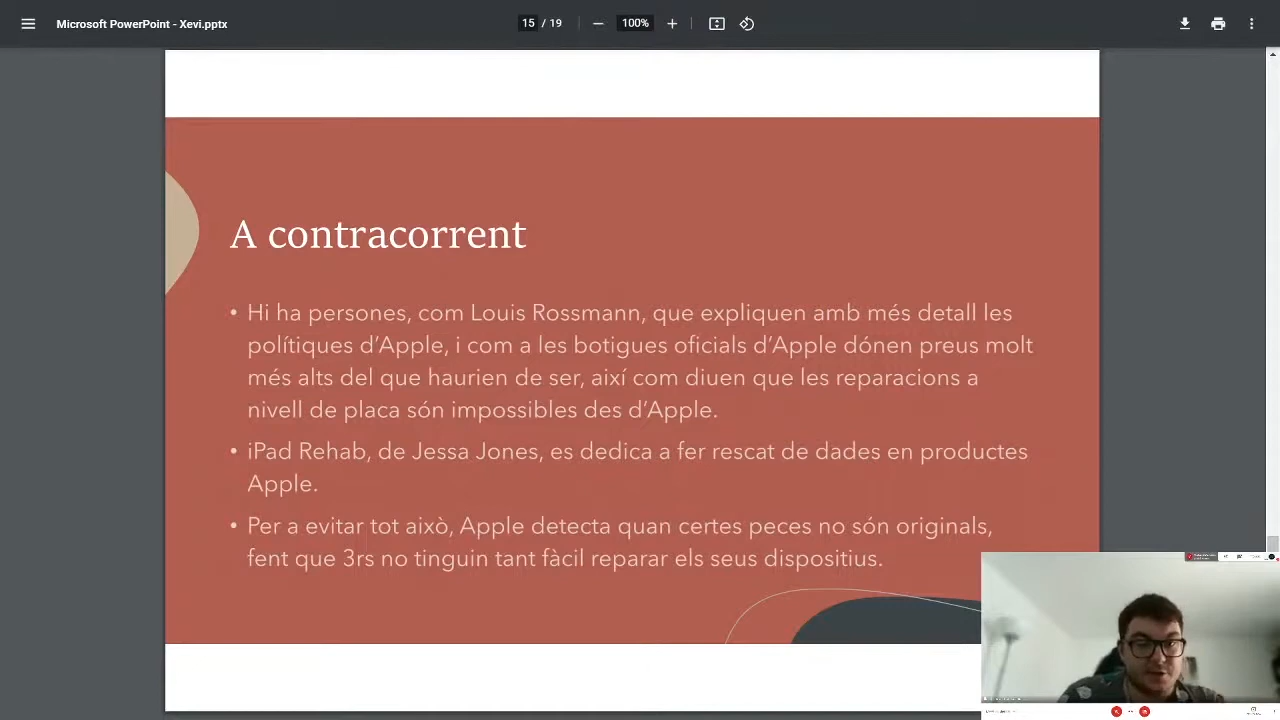 Microsoft PowerPoint - Xevi.pptx
15 / 19
100%
A contracorrent
• Hi ha persones, com Louis Rossmann, que expliquen amb més detall les
polítiques d’Apple, i com a les botigues oficials d’Apple dónen preus molt
més alts del que haurien de ser, així com diuen que les reparacions a
nivell de placa són impossibles des d’Apple.
• iPad Rehab, de Jessa Jones, es dedica a fer rescat de dades en productes
Apple.
• Per a evitar tot això, Apple detecta quan certes peces no són originals,
fent que 3rs no tinguin tant fàcil reparar els seus dispositius.